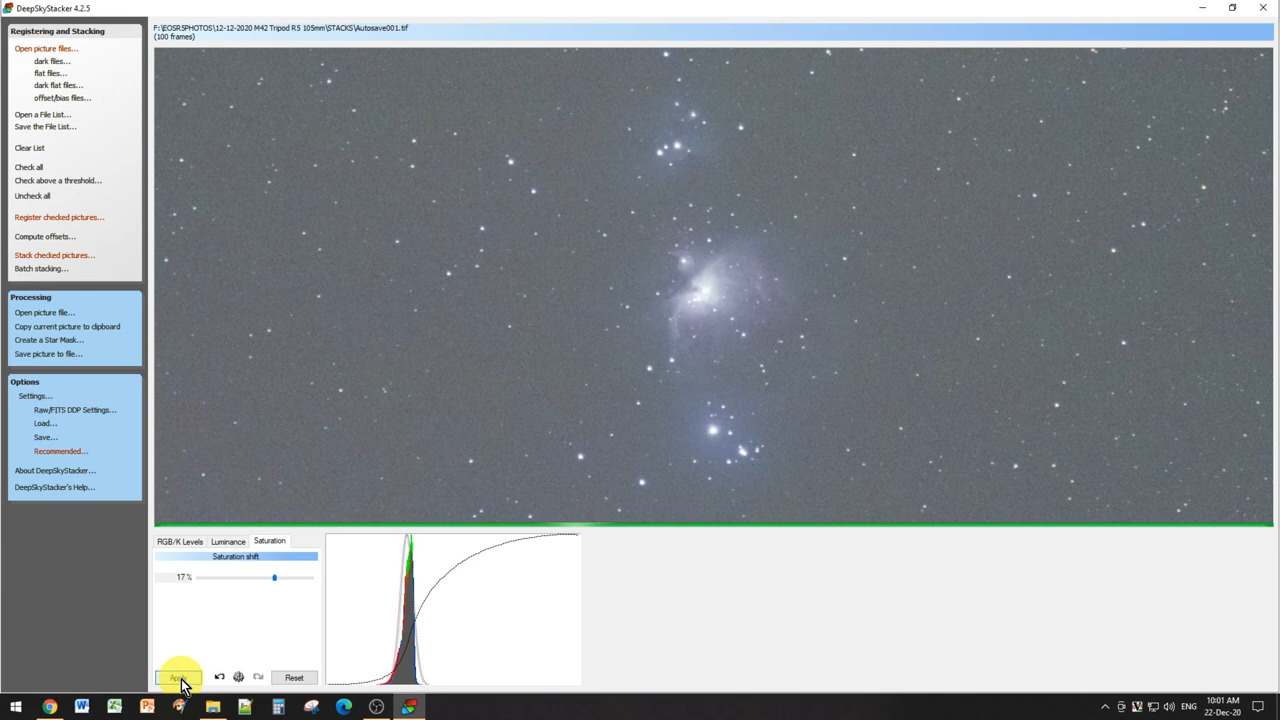 DeepSkyStacker 4.2.5
Registering and Stacking
Open picture files...
dark files...
flat files...
dark flat files...
offset/bias files...
Open a File List...
Save the File List...
Clear List
Check all
Check above a threshold...
Uncheck all
Register checked pictures...
Compute offsets...
Stack checked pictures...
Batch stacking...
Processing
Open picture file...
Copy current picture to clipboard
Create a Star Mask...
Save picture to file...
Options
Settings...
Raw/FITS DDP Settings...
Load...
Save...
Recommended...
About DeepSkyStacker...
DeepSkyStacker's Help...
F:\EOSR5PHOTOS\12-12-2020 M42 Tripod R5 105mm\STACKS\Autosave001.tif
(100 frames)
RGB/K Levels Luminance Saturation
Saturation shift
17 %
Apply Reset
ENG
10:01 AM
22-Dec-20